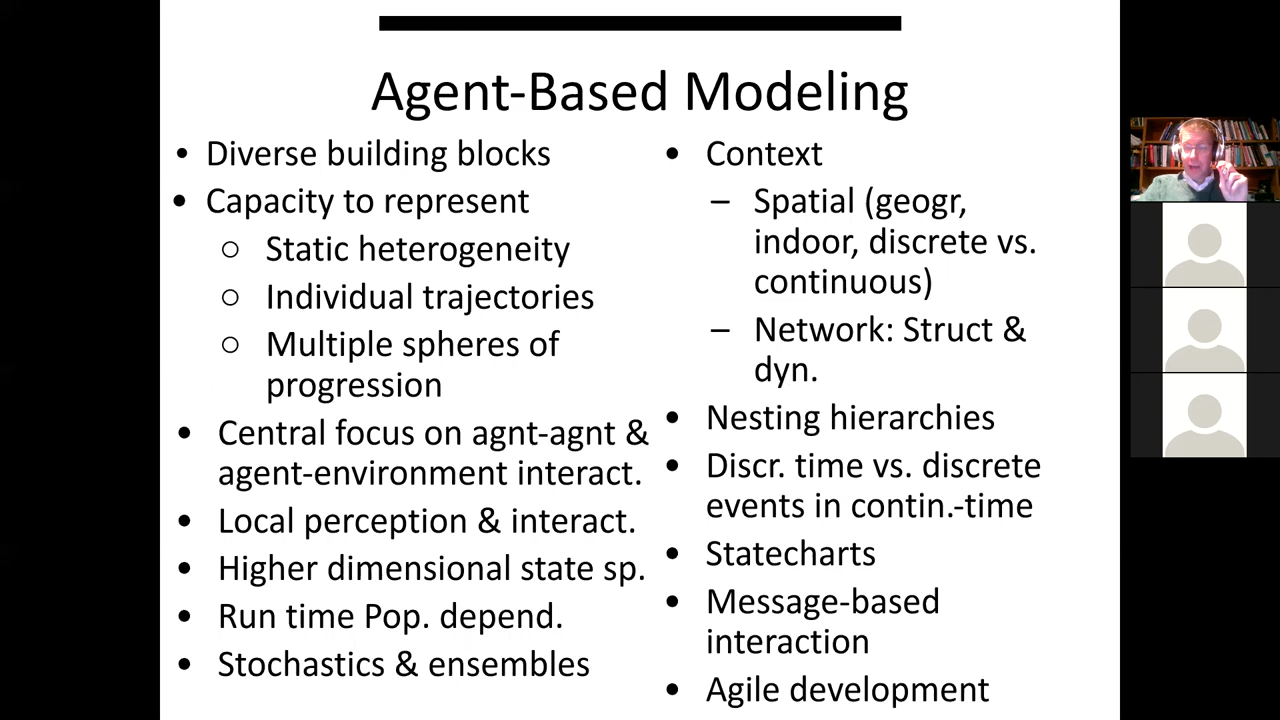 Agent-Based Modeling
• Diverse building blocks
• Capacity to represent
○ Static heterogeneity
○ Individual trajectories
○ Multiple spheres of
progression
• Central focus on agnt-agnt &
agent-environment interact.
• Local perception & interact.
• Higher dimensional state sp.
• Run time Pop. depend.
• Stochastics & ensembles
• Context
– Spatial (geogr,
indoor, discrete vs.
continuous)
– Network: Struct &
dyn.
• Nesting hierarchies
• Discr. time vs. discrete
events in contin.-time
• Statecharts
• Message-based
interaction
• Agile development